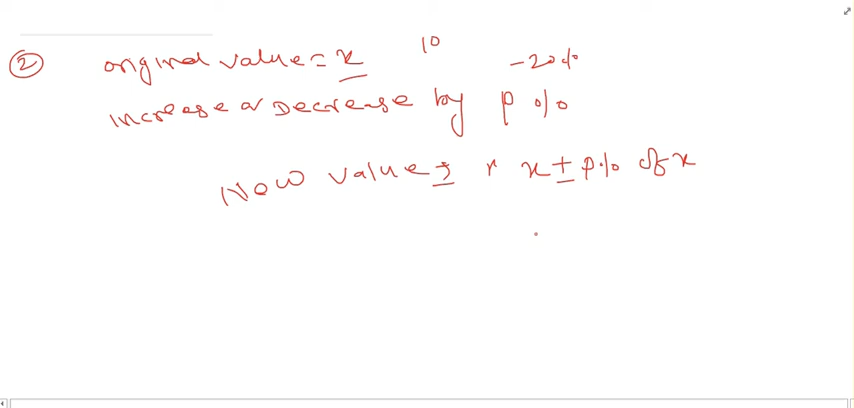 ② original value = x 10 -20%
increase or Decrease by p %
New value = x ± p% of x